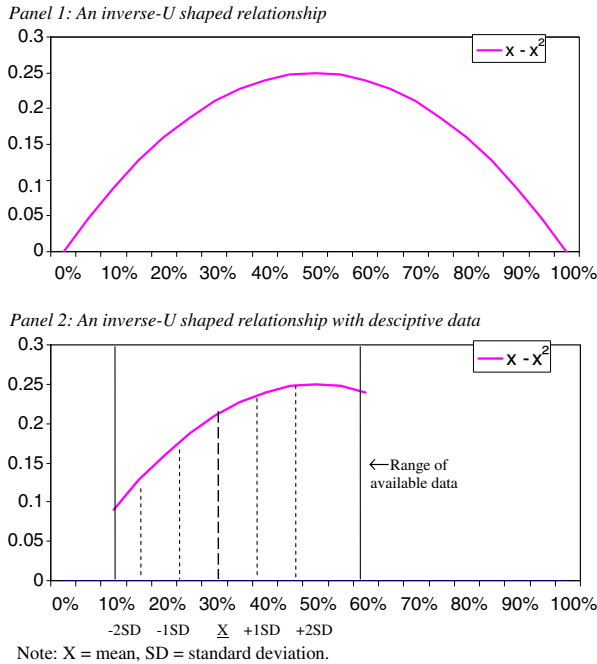 Panel 1: An inverse-U shaped relationship
0.3
x - x²
0.25
0.2
0.15
0.1
0.05
0
0% 10% 20% 30% 40% 50% 60% 70% 80% 90% 100%
Panel 2: An inverse-U shaped relationship with desciptive data
0.3
x - x²
0.25
0.2
0.15
←Range of
available data
0.1
0.05
0
0% 10% 20% 30% 40% 50% 60% 70% 80% 90% 100%
-2SD -1SD X +1SD +2SD
Note: X = mean, SD = standard deviation.